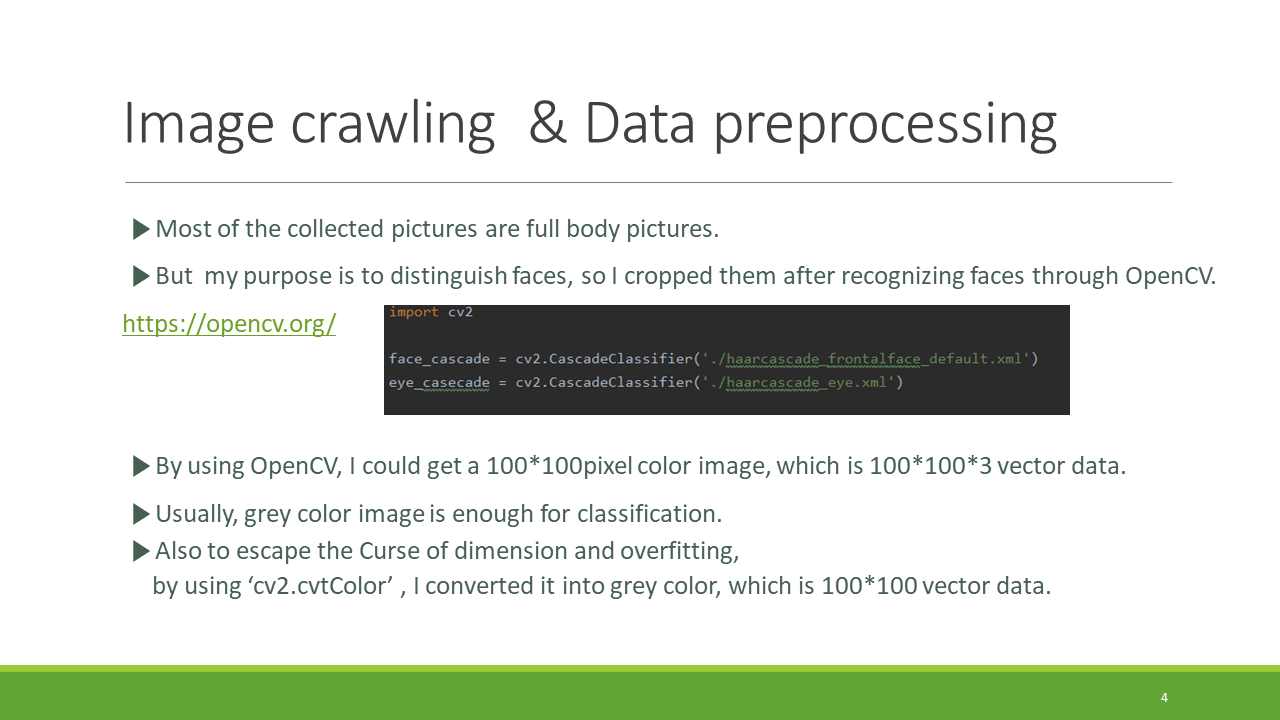 Image crawling & Data preprocessing
▶Most of the collected pictures are full body pictures.
▶But my purpose is to distinguish faces, so I cropped them after recognizing faces through OpenCV.
https://opencv.org/
import cv2
face_cascade = cv2.CascadeClassifier('./haarcascade_frontalface_default.xml')
eye_casecade = cv2.CascadeClassifier('./haarcascade_eye.xml')
▶By using OpenCV, I could get a 100*100pixel color image, which is 100*100*3 vector data.
▶Usually, grey color image is enough for classification.
▶Also to escape the Curse of dimension and overfitting,
by using ‘cv2.cvtColor’ , I converted it into grey color, which is 100*100 vector data.
4